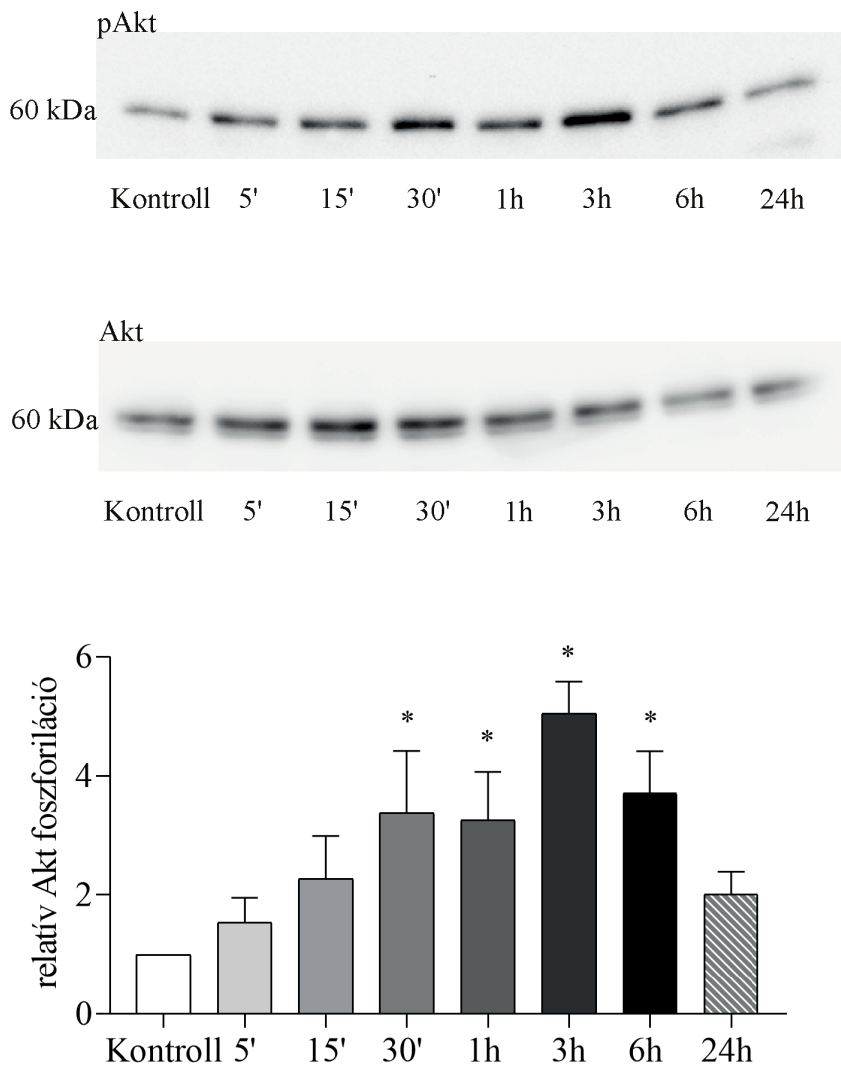 pAkt
60 kDa
Kontroll 5' 15' 30' 1h 3h 6h 24h
Akt
60 kDa
Kontroll 5' 15' 30' 1h 3h 6h 24h
relatív Akt foszforiláció
6
4
2
0
*
*
*
*
Kontroll 5' 15' 30' 1h 3h 6h 24h